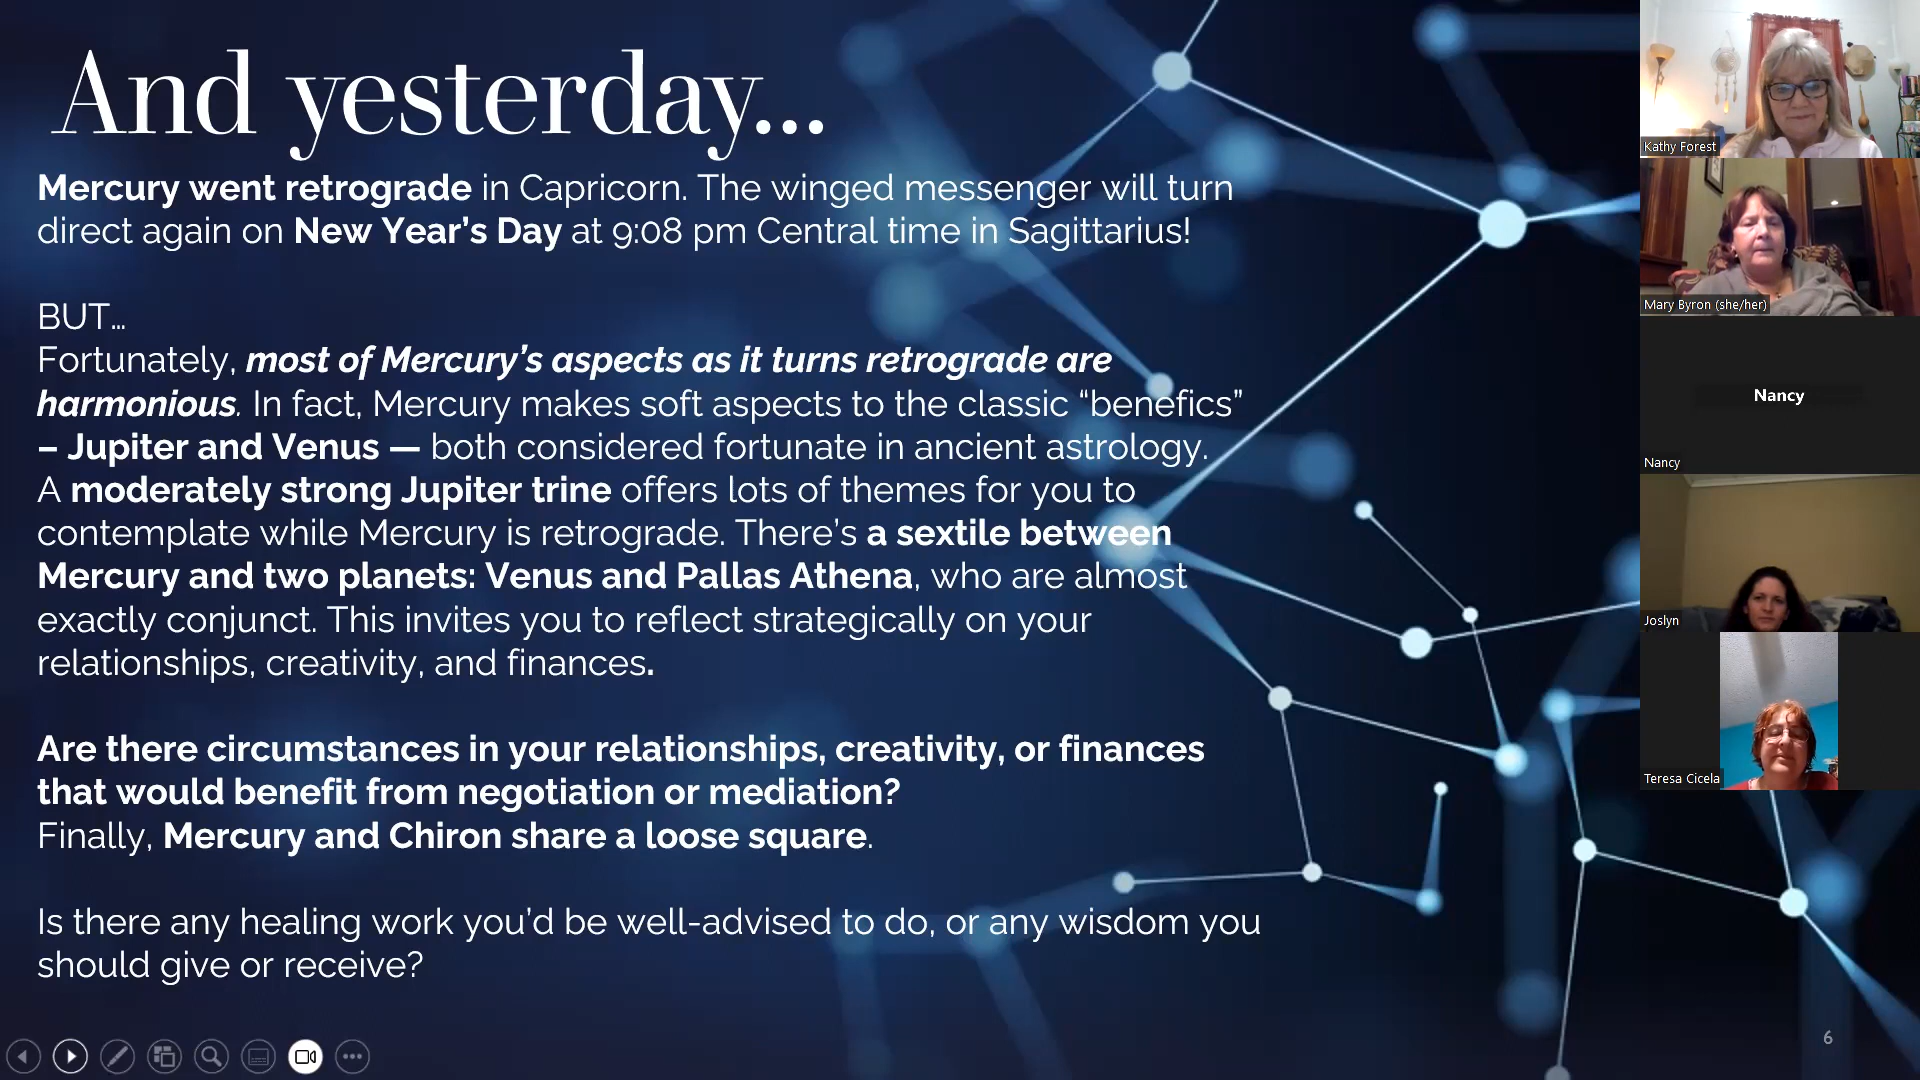 And yesterday...
Mercury went retrograde in Capricorn. The winged messenger will turn
direct again on New Year’s Day at 9:08 pm Central time in Sagittarius!
BUT…
Fortunately, most of Mercury’s aspects as it turns retrograde are
harmonious. In fact, Mercury makes soft aspects to the classic “benefics”
– Jupiter and Venus — both considered fortunate in ancient astrology.
A moderately strong Jupiter trine offers lots of themes for you to
contemplate while Mercury is retrograde. There’s a sextile between
Mercury and two planets: Venus and Pallas Athena, who are almost
exactly conjunct. This invites you to reflect strategically on your
relationships, creativity, and finances.
Are there circumstances in your relationships, creativity, or finances
that would benefit from negotiation or mediation?
Finally, Mercury and Chiron share a loose square.
Is there any healing work you’d be well-advised to do, or any wisdom you
should give or receive?
6
Kathy Forest
Mary Byron (she/her)
Nancy
Nancy
Joslyn
Teresa Cicela